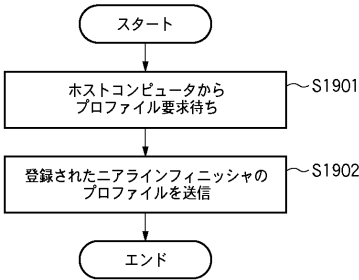 スタート
ホストコンピュータから
プロファイル要求待ち
S1901
登録されたニアラインフィニッシャの
プロファイルを送信
S1902
エンド